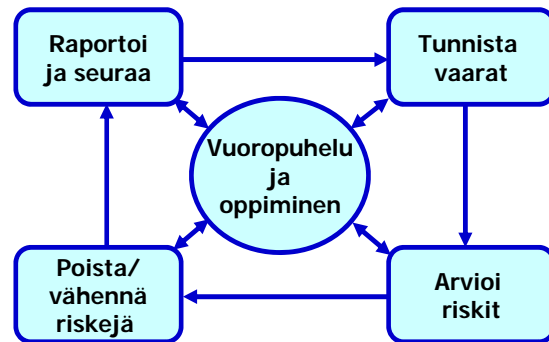 Raportoi
ja seuraa
Tunnista
vaarat
Vuoropuhelu
ja
oppiminen
Poista/
vähennä
riskejä
Arvioi
riskit